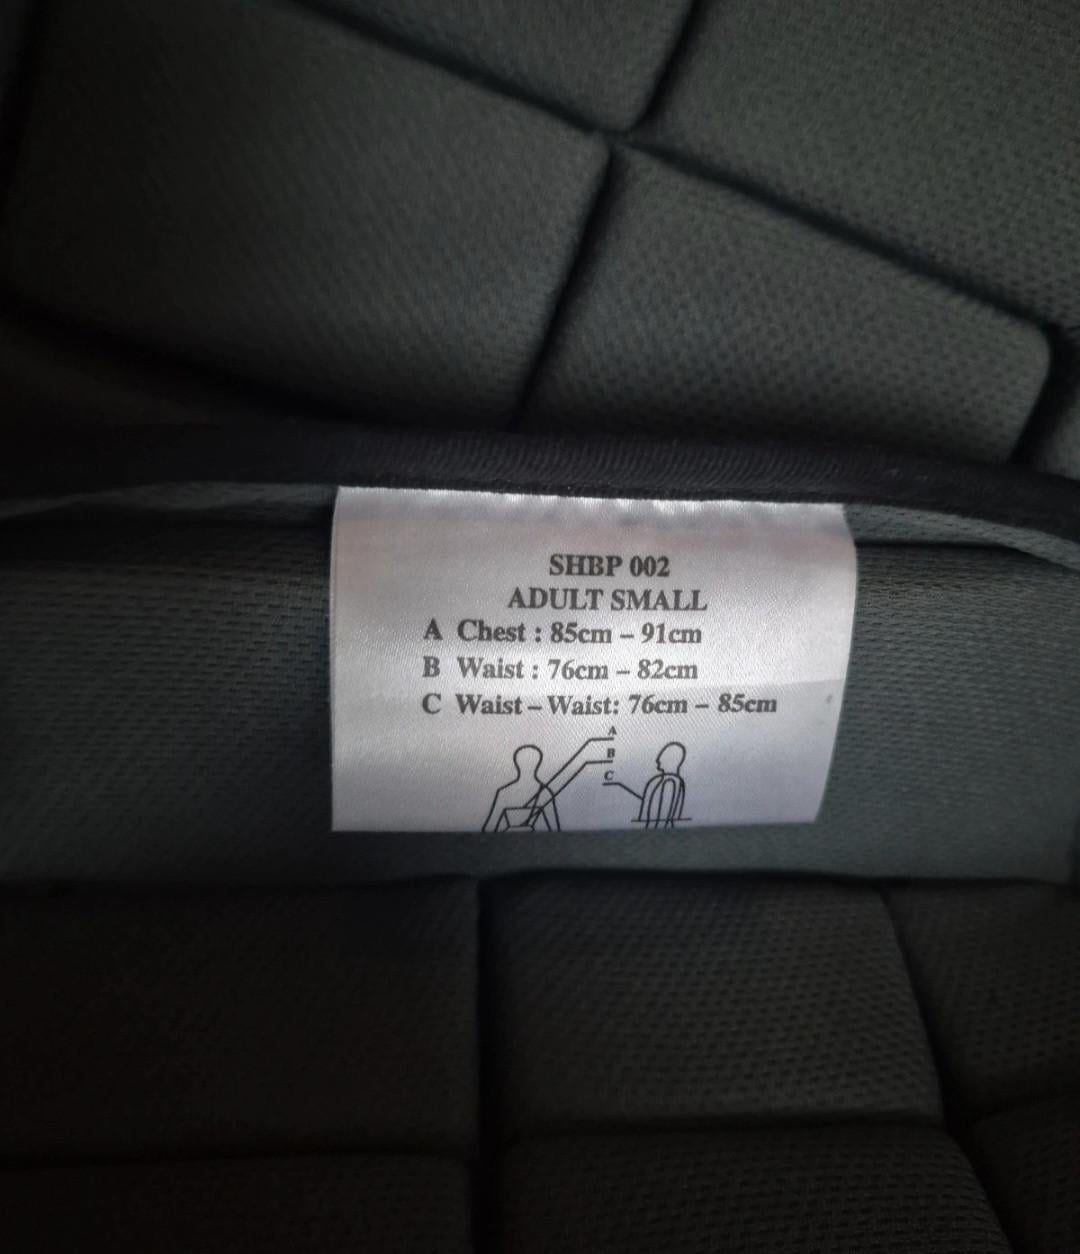 SHBP 002
ADULT SMALL
A Chest : 85cm – 91cm
B Waist : 76cm – 82cm
C Waist – Waist: 76cm – 85cm
A
B
C